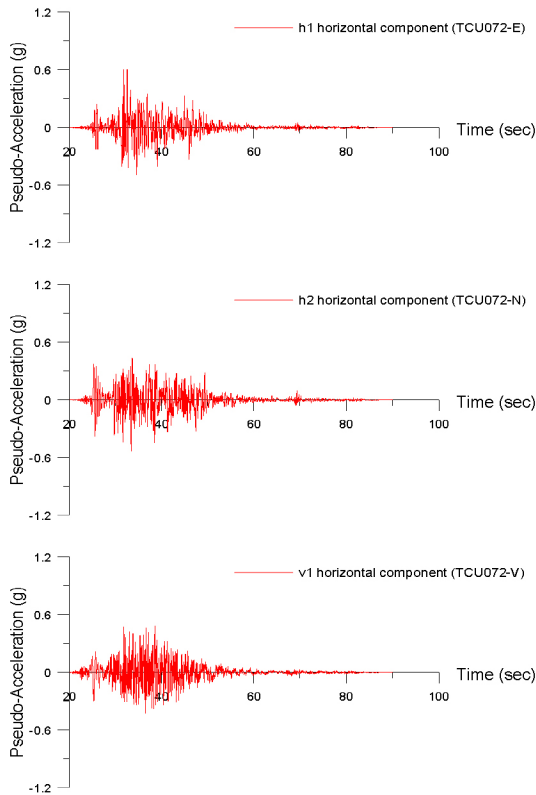 1.2
h1 horizontal component (TCU072-E)
0.6
Pseudo-Acceleration (g)
0
Time (sec)
20 40 60 80 100
-0.6
-1.2
1.2
h2 horizontal component (TCU072-N)
0.6
Pseudo-Acceleration (g)
0
Time (sec)
20 40 60 80 100
-0.6
-1.2
1.2
v1 horizontal component (TCU072-V)
0.6
Pseudo-Acceleration (g)
0
Time (sec)
20 40 60 80 100
-0.6
-1.2